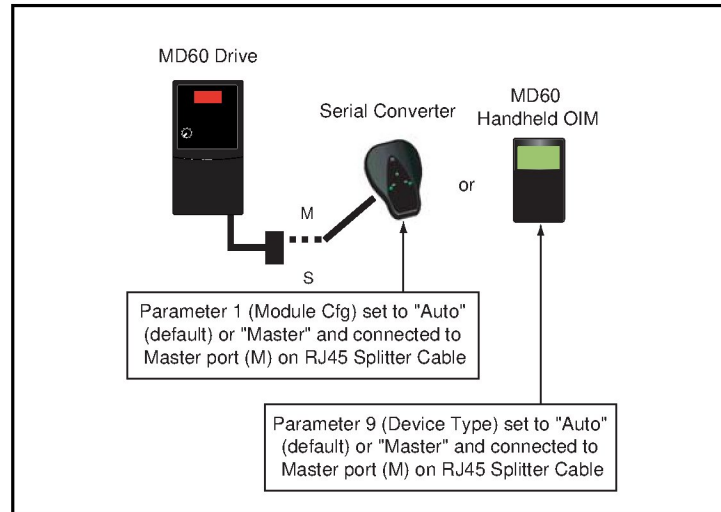 MD60 Drive
Serial Converter
MD60
Handheld OIM
or
M
S
Parameter 1 (Module Cfg) set to "Auto"
(default) or "Master" and connected to
Master port (M) on RJ45 Splitter Cable
Parameter 9 (Device Type) set to "Auto"
(default) or "Master" and connected to
Master port (M) on RJ45 Splitter Cable